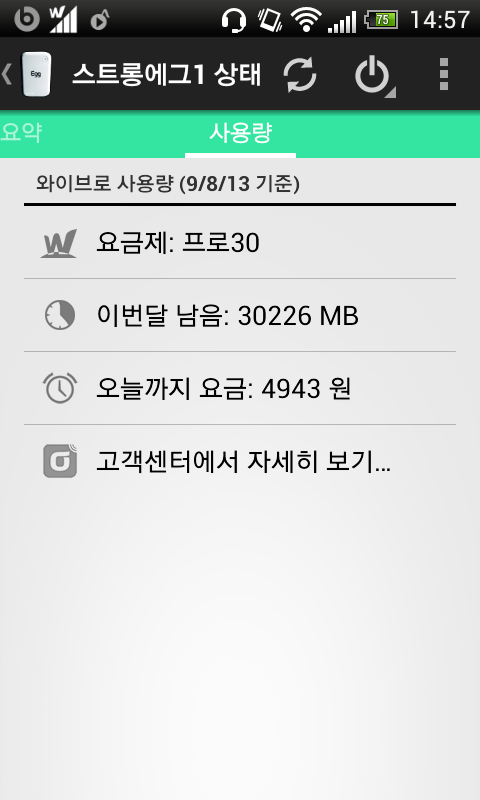 75 14:57
Egg 스트롱에그1 상태
요약 사용량
와이브로 사용량 (9/8/13 기준)
요금제: 프로30
이번달 남음: 30226 MB
오늘까지 요금: 4943 원
고객센터에서 자세히 보기...